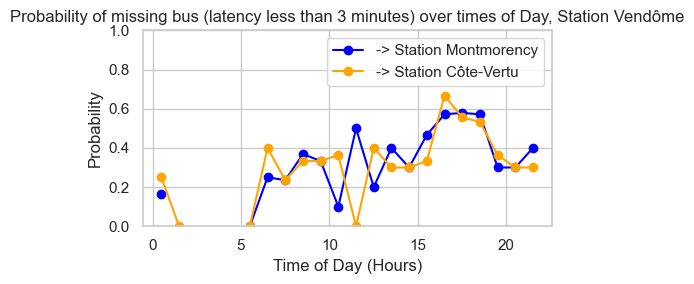 Probability of missing bus (latency less than 3 minutes) over times of Day, Station Vendôme
1.0
0.8
0.6
0.4
0.2
0.0
Probability
-> Station Montmorency
-> Station Côte-Vertu
0 5 10 15 20
Time of Day (Hours)